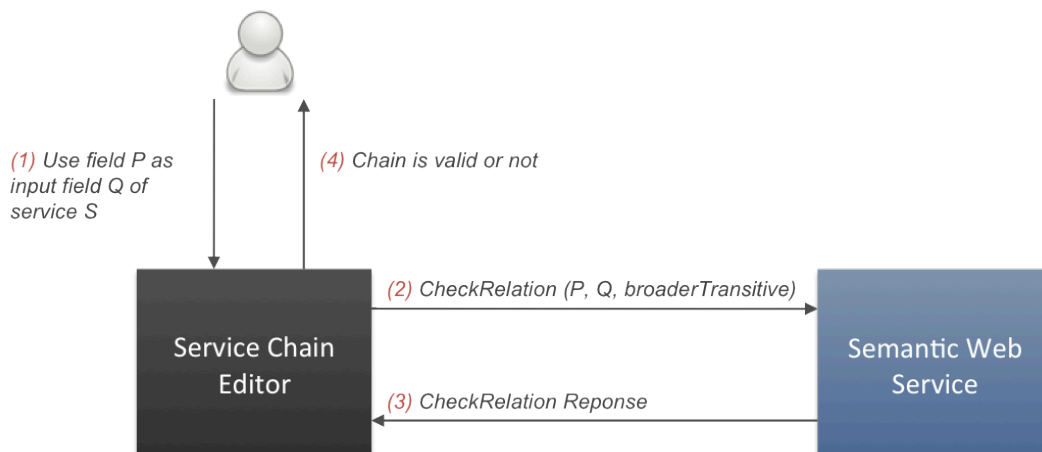 (1) Use field P as
input field Q of
service S
(4) Chain is valid or not
(2) CheckRelation (P, Q, broaderTransitive)
Service Chain
Editor
Semantic Web
Service
(3) CheckRelation Reponse